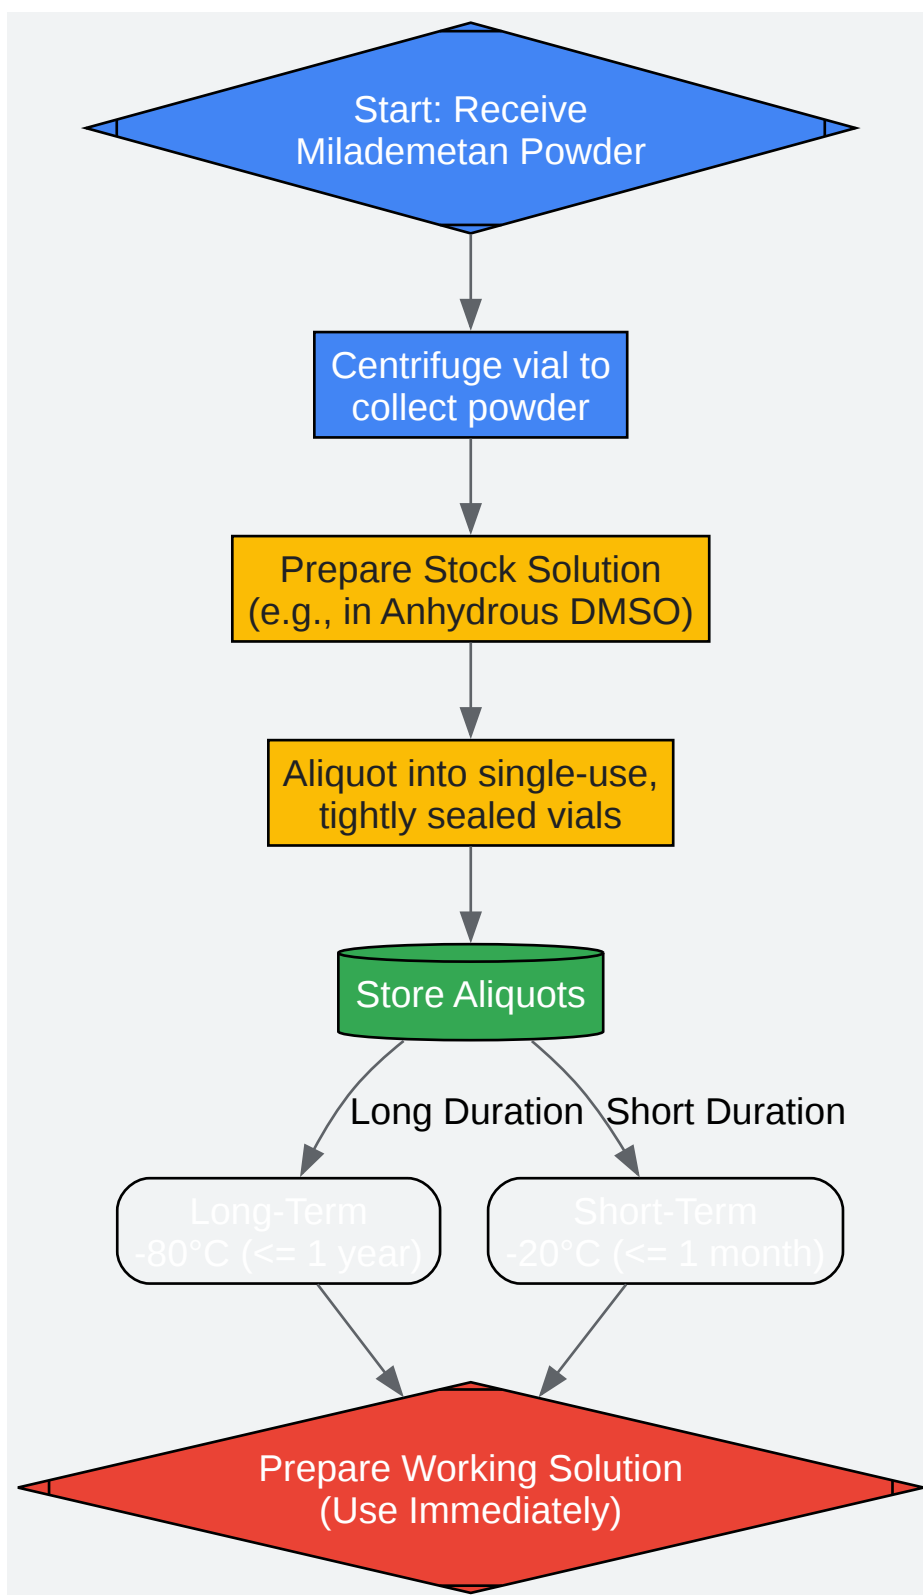 Start: Receive
Milademetan Powder
Centrifuge vial to
collect powder
Prepare Stock Solution
(e.g., in Anhydrous DMSO)
Aliquot into single-use,
tightly sealed vials
Store Aliquots
Long Duration
Short Duration
Long-Term
-80°C (<= 1 year)
Short-Term
-20°C (<= 1 month)
Prepare Working Solution
(Use Immediately)